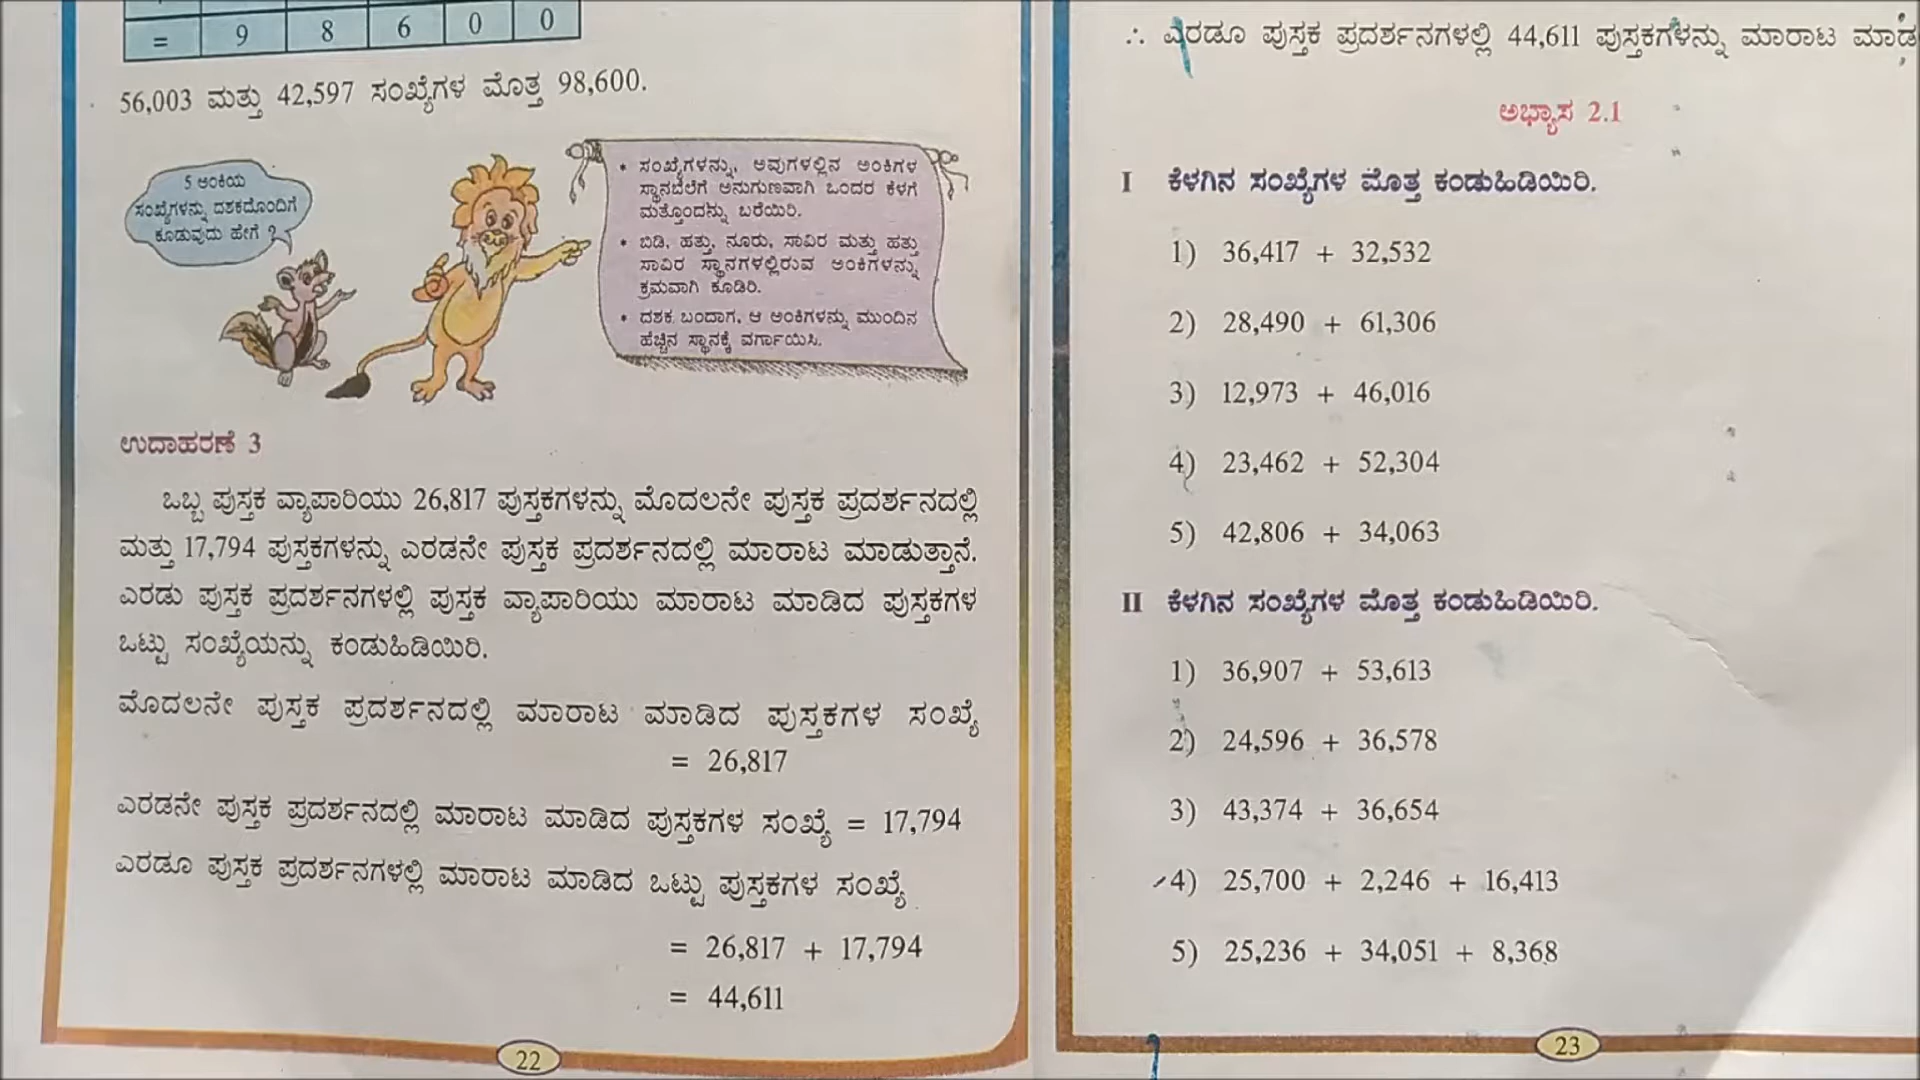 = 9 8 6 0 0
56,003 ಮತ್ತು 42,597 ಸಂಖ್ಯೆಗಳ ಮೊತ್ತ 98,600.
5 ಅಂಕಿಯ
ಸಂಖ್ಯೆಗಳನ್ನು ದಶಕದೊಂದಿಗೆ
ಕೂಡುವುದು ಹೇಗೆ ?
• ಸಂಖ್ಯೆಗಳನ್ನು, ಅವುಗಳಲ್ಲಿನ ಅಂಕಿಗಳ
ಸ್ಥಾನಬೆಲೆಗೆ ಅನುಗುಣವಾಗಿ ಒಂದರ ಕೆಳಗೆ
ಮತ್ತೊಂದನ್ನು ಬರೆಯಿರಿ.
• ಬಿಡಿ, ಹತ್ತು, ನೂರು, ಸಾವಿರ ಮತ್ತು ಹತ್ತು
ಸಾವಿರ ಸ್ಥಾನಗಳಲ್ಲಿರುವ ಅಂಕಿಗಳನ್ನು
ಕ್ರಮವಾಗಿ ಕೂಡಿರಿ.
• ದಶಕ ಬಂದಾಗ, ಆ ಅಂಕಿಗಳನ್ನು ಮುಂದಿನ
ಹೆಚ್ಚಿನ ಸ್ಥಾನಕ್ಕೆ ವರ್ಗಾಯಿಸಿ.
ಉದಾಹರಣೆ 3
ಒಬ್ಬ ಪುಸ್ತಕ ವ್ಯಾಪಾರಿಯು 26,817 ಪುಸ್ತಕಗಳನ್ನು ಮೊದಲನೇ ಪುಸ್ತಕ ಪ್ರದರ್ಶನದಲ್ಲಿ
ಮತ್ತು 17,794 ಪುಸ್ತಕಗಳನ್ನು ಎರಡನೇ ಪುಸ್ತಕ ಪ್ರದರ್ಶನದಲ್ಲಿ ಮಾರಾಟ ಮಾಡುತ್ತಾನೆ.
ಎರಡು ಪುಸ್ತಕ ಪ್ರದರ್ಶನಗಳಲ್ಲಿ ಪುಸ್ತಕ ವ್ಯಾಪಾರಿಯು ಮಾರಾಟ ಮಾಡಿದ ಪುಸ್ತಕಗಳ
ಒಟ್ಟು ಸಂಖ್ಯೆಯನ್ನು ಕಂಡುಹಿಡಿಯಿರಿ.
ಮೊದಲನೇ ಪುಸ್ತಕ ಪ್ರದರ್ಶನದಲ್ಲಿ ಮಾರಾಟ ಮಾಡಿದ ಪುಸ್ತಕಗಳ ಸಂಖ್ಯೆ
= 26,817
ಎರಡನೇ ಪುಸ್ತಕ ಪ್ರದರ್ಶನದಲ್ಲಿ ಮಾರಾಟ ಮಾಡಿದ ಪುಸ್ತಕಗಳ ಸಂಖ್ಯೆ = 17,794
ಎರಡೂ ಪುಸ್ತಕ ಪ್ರದರ್ಶನಗಳಲ್ಲಿ ಮಾರಾಟ ಮಾಡಿದ ಒಟ್ಟು ಪುಸ್ತಕಗಳ ಸಂಖ್ಯೆ
= 26,817 + 17,794
= 44,611
22
∴ ಎರಡೂ ಪುಸ್ತಕ ಪ್ರದರ್ಶನಗಳಲ್ಲಿ 44,611 ಪುಸ್ತಕಗಳನ್ನು ಮಾರಾಟ
ಅಭ್ಯಾಸ 2.1
I ಕೆಳಗಿನ ಸಂಖ್ಯೆಗಳ ಮೊತ್ತ ಕಂಡುಹಿಡಿಯಿರಿ.
1) 36,417 + 32,532
2) 28,490 + 61,306
3) 12,973 + 46,016
4) 23,462 + 52,304
5) 42,806 + 34,063
II ಕೆಳಗಿನ ಸಂಖ್ಯೆಗಳ ಮೊತ್ತ ಕಂಡುಹಿಡಿಯಿರಿ.
1) 36,907 + 53,613
2) 24,596 + 36,578
3) 43,374 + 36,654
4) 25,700 + 2,246 + 16,413
5) 25,236 + 34,051 + 8,368
23